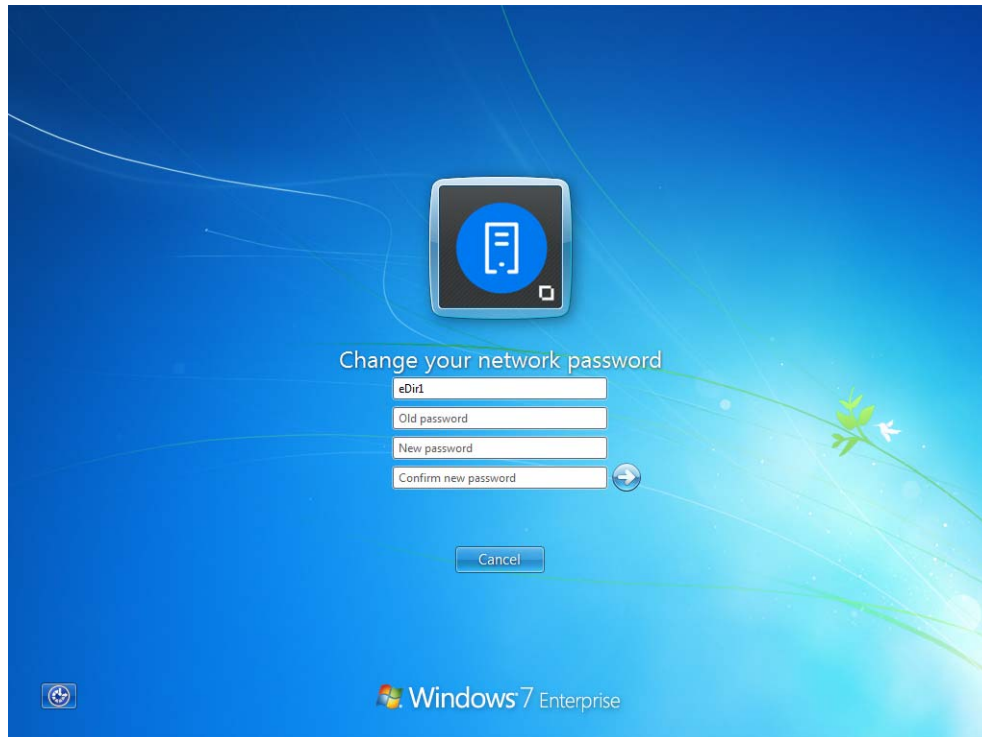 Change your network password
eDir1
Old password
New password
Confirm new password
Cancel
Windows 7 Enterprise